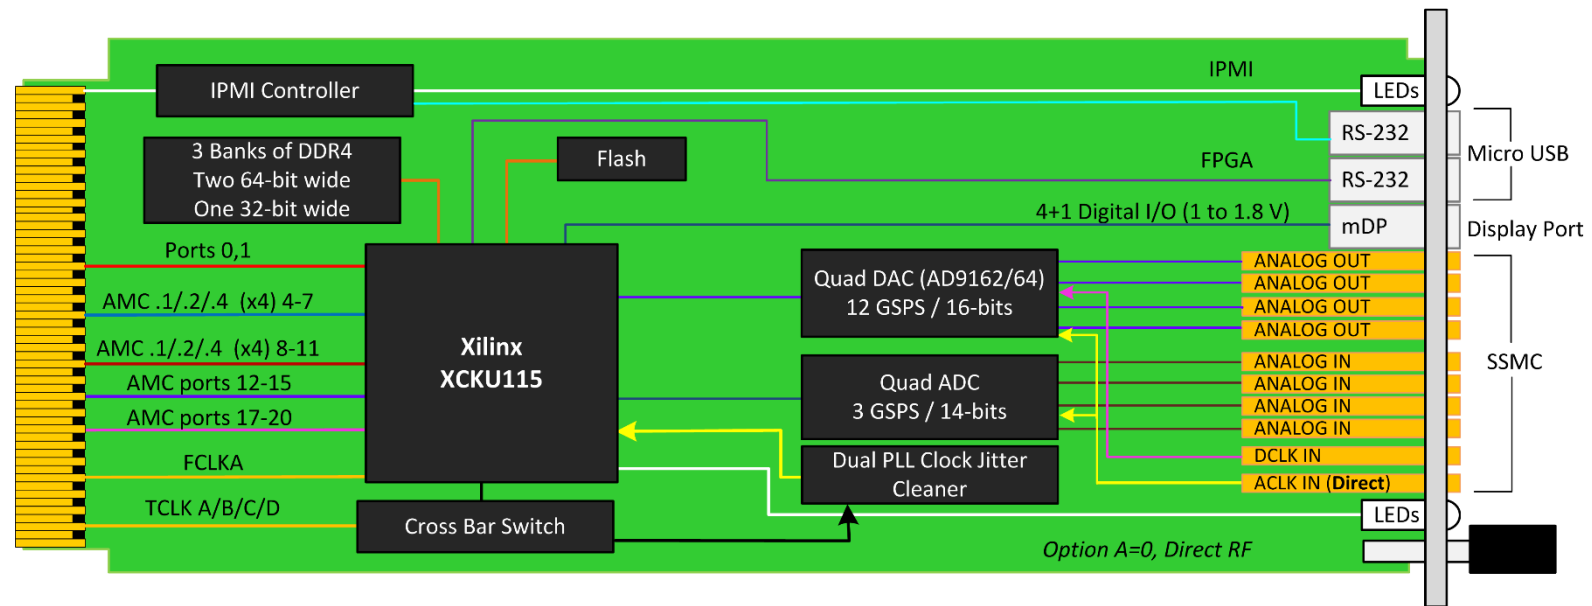 IPMI Controller
IPMI
LEDs
3 Banks of DDR4
Two 64-bit wide
One 32-bit wide
Flash
FPGA
RS-232
RS-232
Micro USB
4+1 Digital I/O (1 to 1.8 V)
mDP
Display Port
Ports 0,1
AMC .1/.2/.4 (x4) 4-7
AMC .1/.2/.4 (x4) 8-11
AMC ports 12-15
AMC ports 17-20
FCLKA
TCLK A/B/C/D
Xilinx
XCKU115
Cross Bar Switch
Quad DAC (AD9162/64)
12 GSPS / 16-bits
Quad ADC
3 GSPS / 14-bits
Dual PLL Clock Jitter
Cleaner
ANALOG OUT
ANALOG OUT
ANALOG OUT
ANALOG OUT
ANALOG IN
ANALOG IN
ANALOG IN
ANALOG IN
DCLK IN
ACLK IN (Direct)
SSMC
LEDs
Option A=0, Direct RF